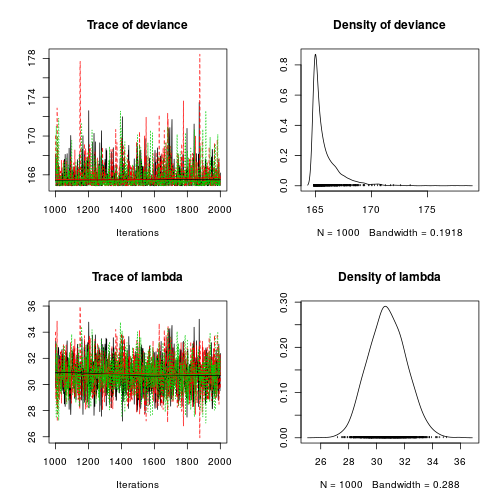 Trace of deviance
178
174
170
166
1000 1200 1400 1600 1800 2000
Iterations
Density of deviance
0.8
0.6
0.4
0.2
0.0
165 170 175
N = 1000 Bandwidth = 0.1918
Trace of lambda
36
34
32
30
28
26
1000 1200 1400 1600 1800 2000
Iterations
Density of lambda
0.30
0.20
0.10
0.00
26 28 30 32 34 36
N = 1000 Bandwidth = 0.288